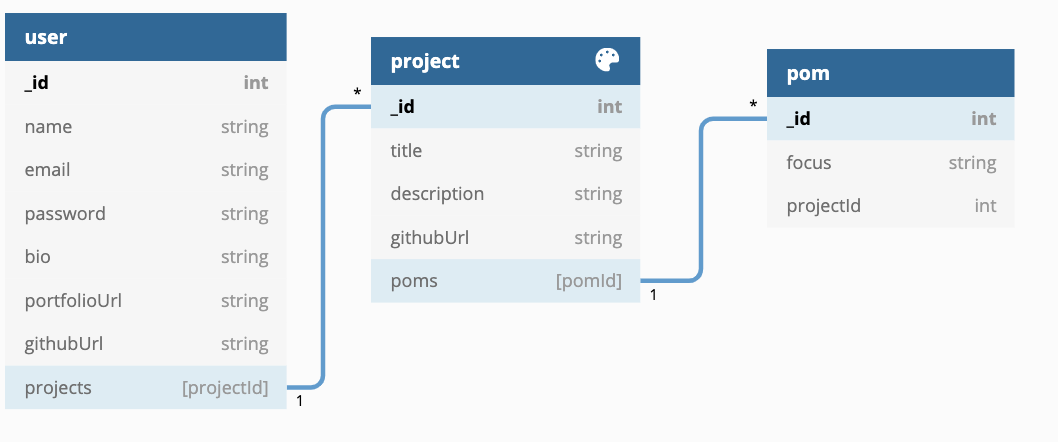 user
_id int
name string
email string
password string
bio string
portfolioUrl string
githubUrl string
projects [projectId]
1
*
project
_id int
title string
description string
githubUrl string
poms [pomId]
1
*
pom
_id int
focus string
projectId int